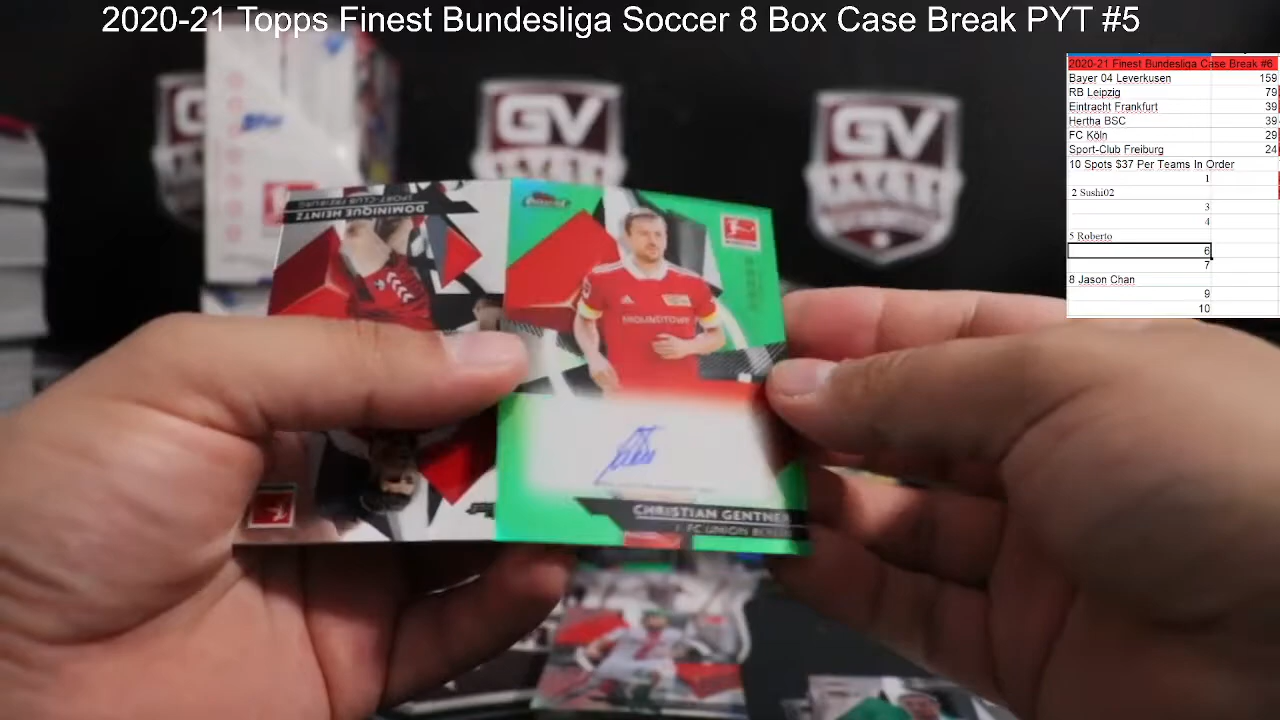 2020-21 Topps Finest Bundesliga Soccer 8 Box Case Break PYT #5
2020-21 Finest Bundesliga Case Break #6
Bayer 04 Leverkusen 159
RB Leipzig 79
Eintracht Frankfurt 39
Hertha BSC 39
FC Köln 29
Sport-Club Freiburg 24
10 Spots $37 Per Teams In Order
1
2 Sushi02
3
4
5 Roberto
6
7
8 Jason Chan
9
10
GV
GV
GV
SPORT-CLUB FREIBURG
DOMINIQUE HEINTZ
Finest
CHRISTIAN GENTNE
1. FC UNION BERLIN